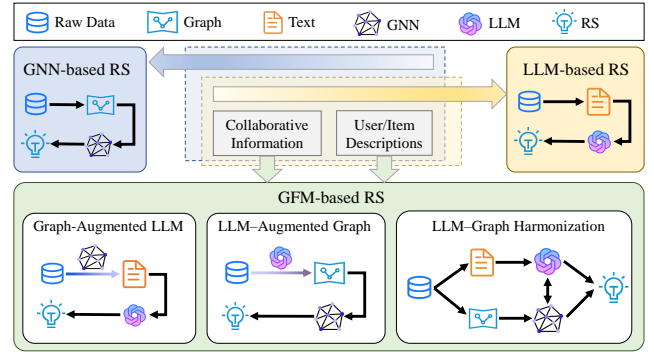 Raw Data Graph Text GNN LLM RS
GNN-based RS
LLM-based RS
Collaborative
Information
User/Item
Descriptions
GFM-based RS
Graph-Augmented LLM
LLM–Augmented Graph
LLM–Graph Harmonization